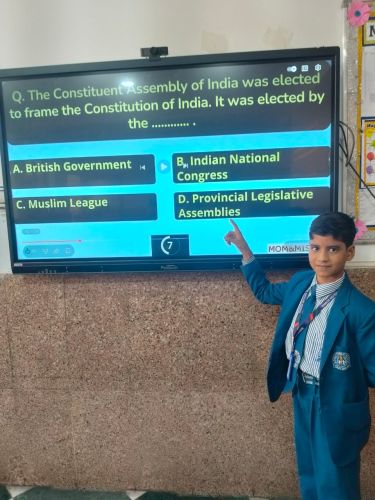 Q. The Constituent Assembly of India was elected
to frame the Constitution of India. It was elected by
the ............ .
A. British Government
B. Indian National
Congress
C. Muslim League
D. Provincial Legislative
Assemblies
7